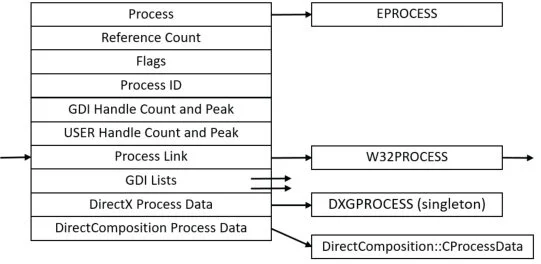 Process
EPROCESS
Reference Count
Flags
Process ID
GDI Handle Count and Peak
USER Handle Count and Peak
Process Link
W32PROCESS
GDI Lists
DirectX Process Data
DXGPROCESS (singleton)
DirectComposition Process Data
DirectComposition::CProcessData